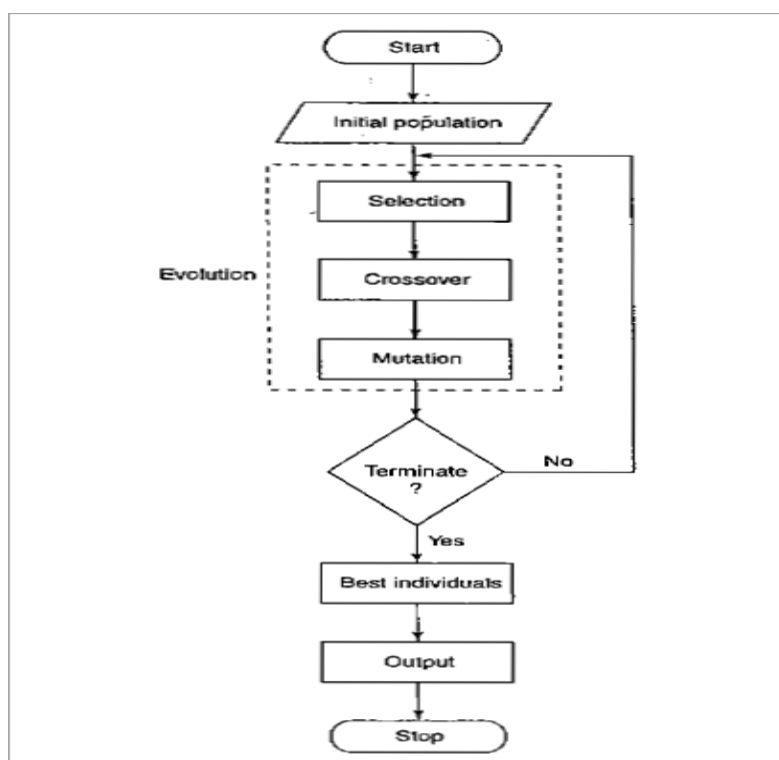 Start
Initial population
Selection
Evolution
Crossover
Mutation
Terminate
?
No
Yes
Best individuals
Output
Stop